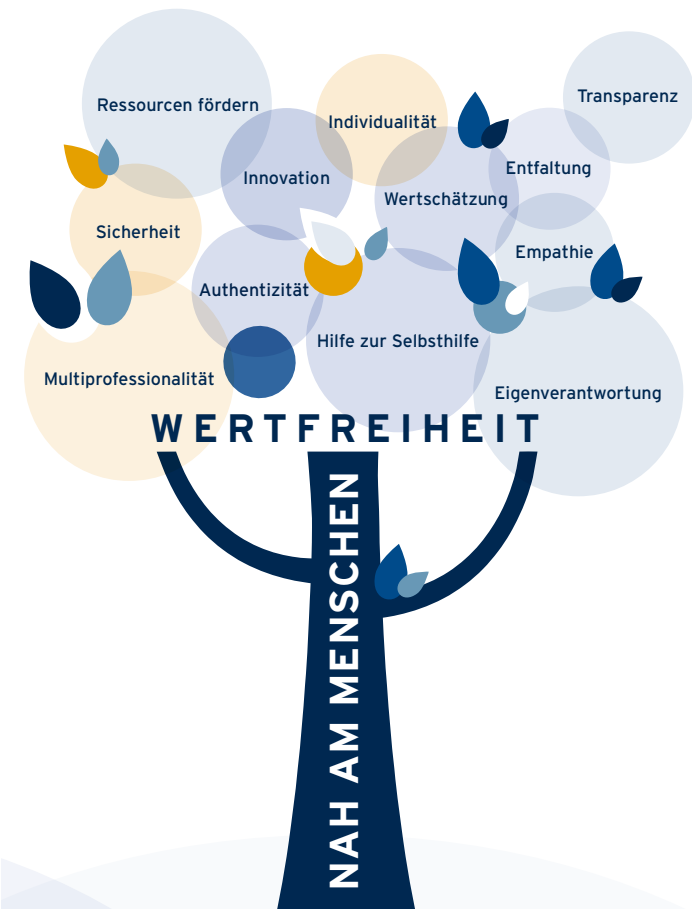 Ressourcen fördern
Transparenz
Individualität
Innovation
Entfaltung
Wertschätzung
Sicherheit
Empathie
Authentizität
Hilfe zur Selbsthilfe
Multiprofessionalität
Eigenverantwortung
WERTFREIHEIT
NAH AM MENSCHEN